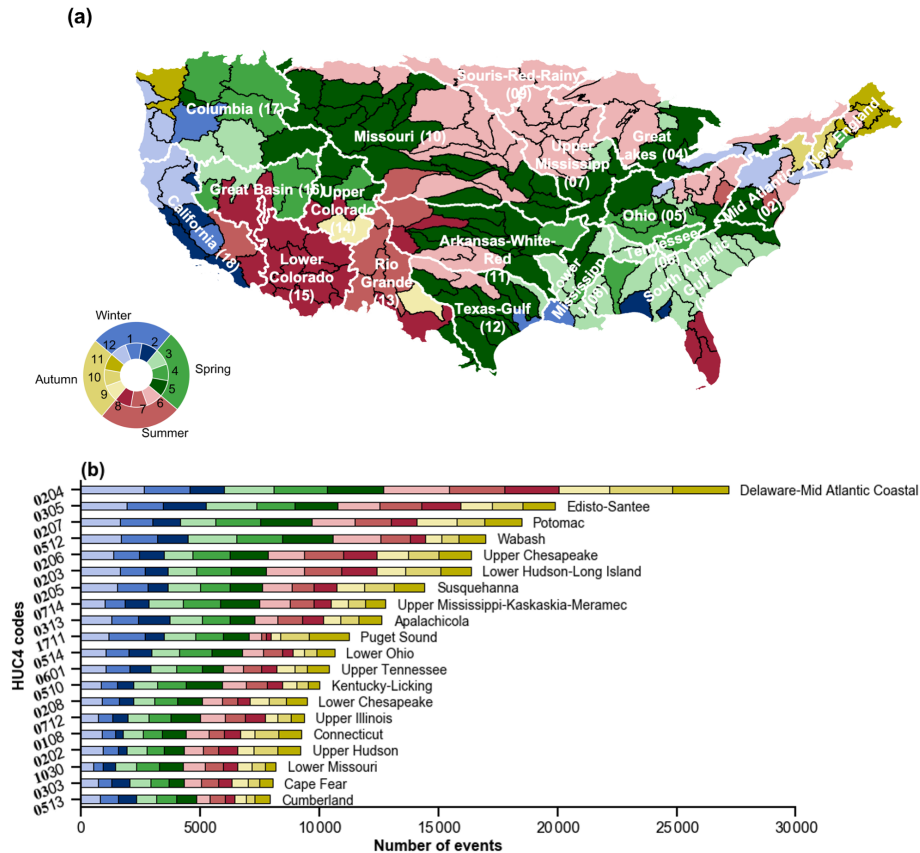 (a)
Souris-Red-Rainy
(09)
Columbia (17)
Missouri (10)
Great
Lakes (04)
New England
Upper
Mississipp
(07)
Great Basin (16)
Upper
Colorado
(14)
Mid Atlantic
(02)
Ohio (05)
Tennessee
California (18)
Arkansas-White-
Red
(11)
Lower
Mississipp
(08)
South Atlantic
Gulf
Lower
Colorado
(15)
Rio
Grande
(13)
Texas-Gulf
(12)
Winter
Spring
Summer
Autumn
12
1
2
3
4
5
6
7
8
9
10
11
(b)
HUC4 codes
0204 Delaware-Mid Atlantic Coastal
0305 Edisto-Santee
0207 Potomac
0512 Wabash
0206 Upper Chesapeake
0203 Lower Hudson-Long Island
0205 Susquehanna
0714 Upper Mississippi-Kaskaskia-Meramec
0313 Apalachicola
1711 Puget Sound
0514 Lower Ohio
0601 Upper Tennessee
0510 Kentucky-Licking
0208 Lower Chesapeake
0712 Upper Illinois
0108 Connecticut
0202 Upper Hudson
1030 Lower Missouri
0303 Cape Fear
0513 Cumberland
0 5000 10000 15000 20000 25000 30000
Number of events